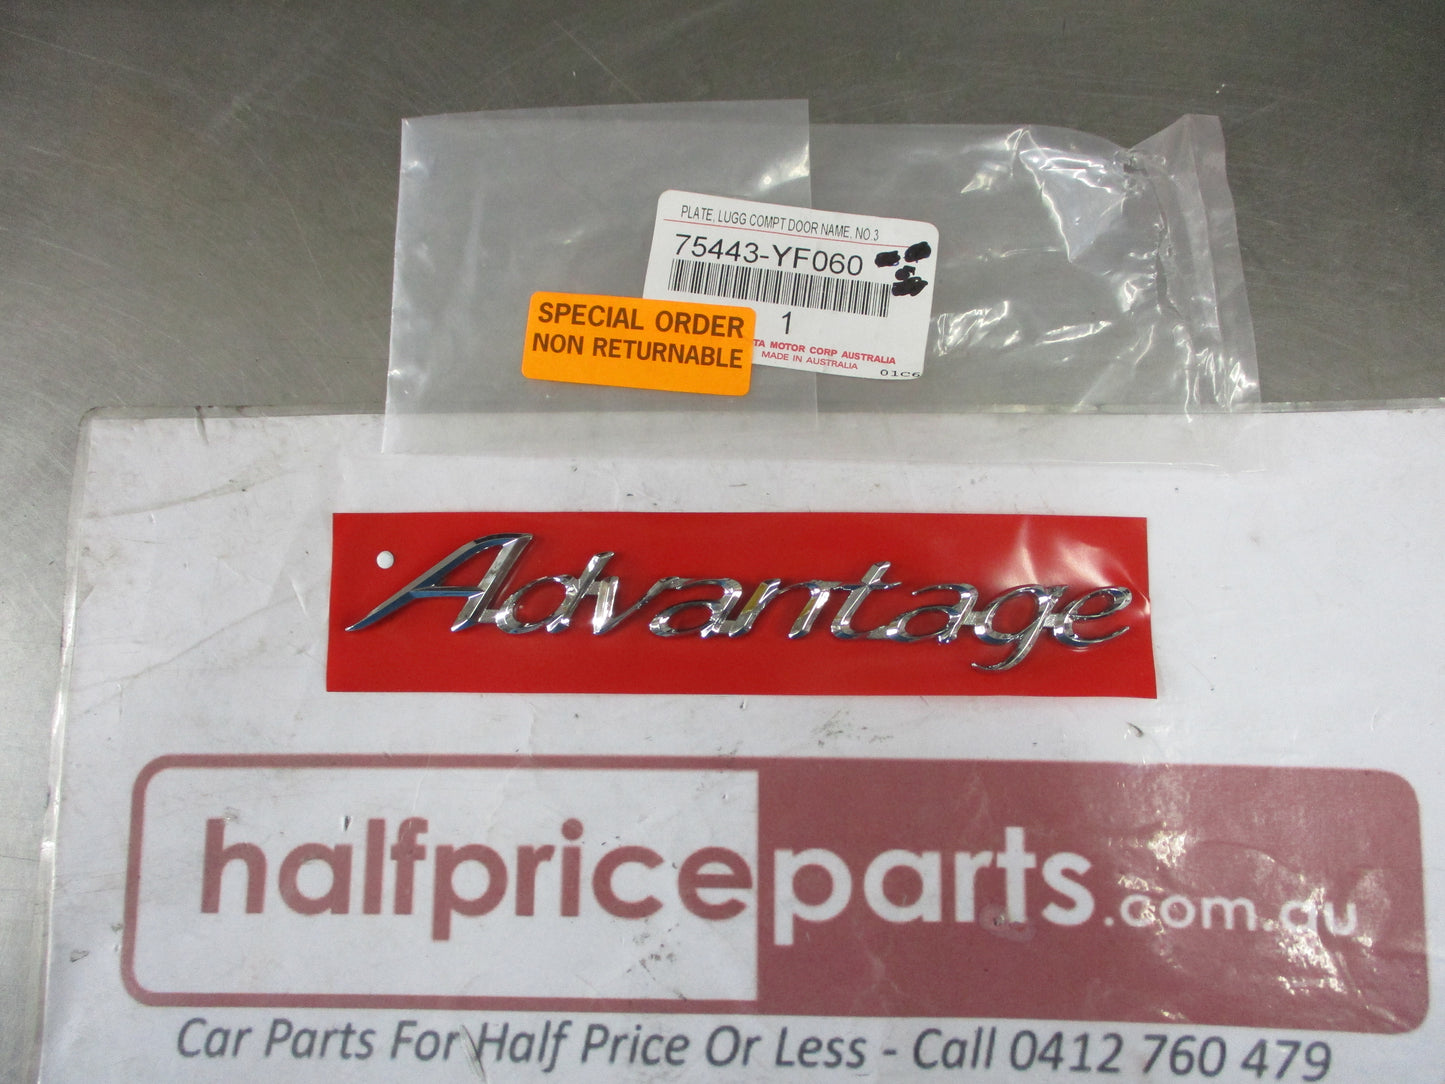 PLATE, LUGG COMPT DOOR NAME, NO.3
75443-YF060
1
TA MOTOR CORP AUSTRALIA
MADE IN AUSTRALIA
01C6
SPECIAL ORDER
NON RETURNABLE
Advantage
halfpriceparts.com.au
Car Parts For Half Price Or Less - Call 0412 760 479